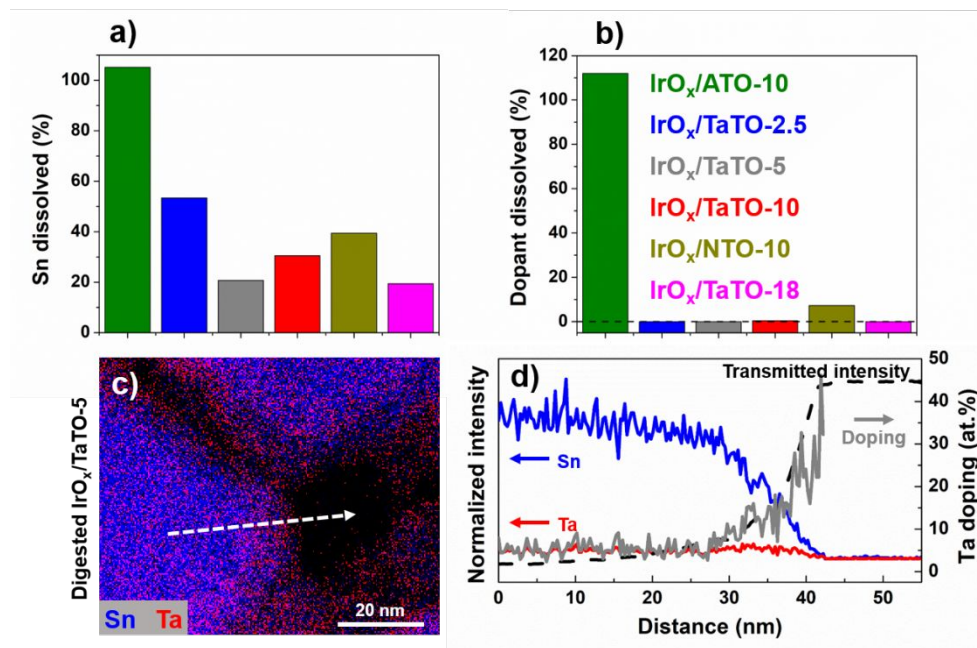 a)
Sn dissolved (%)
100
80
60
40
20
0
b)
Dopant dissolved (%)
120
110
100
80
60
40
20
0
IrOx/ATO-10
IrOx/TaTO-2.5
IrOx/TaTO-5
IrOx/TaTO-10
IrOx/NTO-10
IrOx/TaTO-18
c)
Digested IrOx/TaTO-5
Sn Ta
20 nm
d)
Transmitted intensity
Doping
Sn
Ta
Normalized intensity
Ta doping (at.%)
50
40
30
20
10
0
0 10 20 30 40 50
Distance (nm)